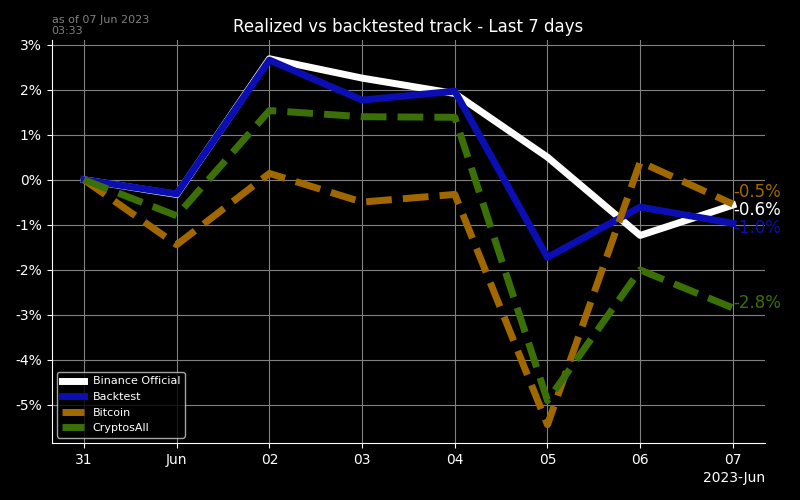 as of 07 Jun 2023
03:33
Realized vs backtested track - Last 7 days
3%
2%
1%
0%
-1%
-2%
-3%
-4%
-5%
-0.5%
-0.6%
-1.0%
-2.8%
Binance Official
Backtest
Bitcoin
CryptosAll
31
Jun
02
03
04
05
06
07
2023-Jun